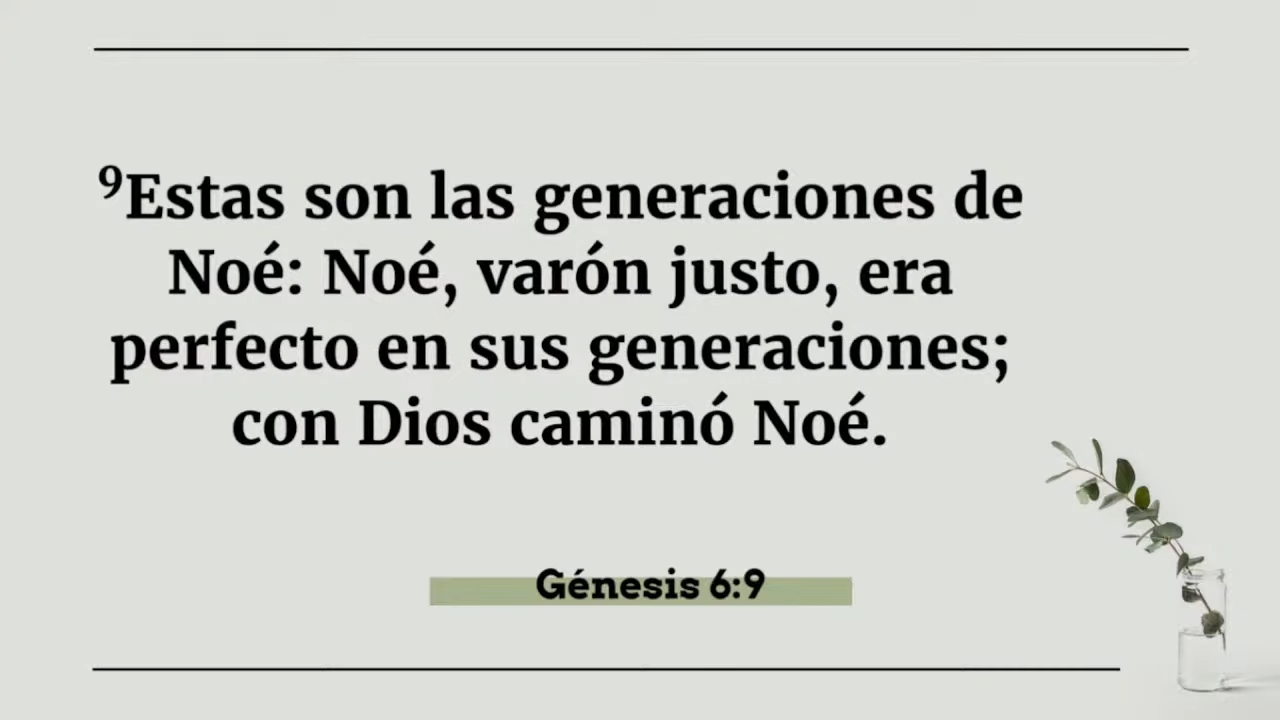 ⁹Estas son las generaciones de
Noé: Noé, varón justo, era
perfecto en sus generaciones;
con Dios caminó Noé.
Génesis 6:9